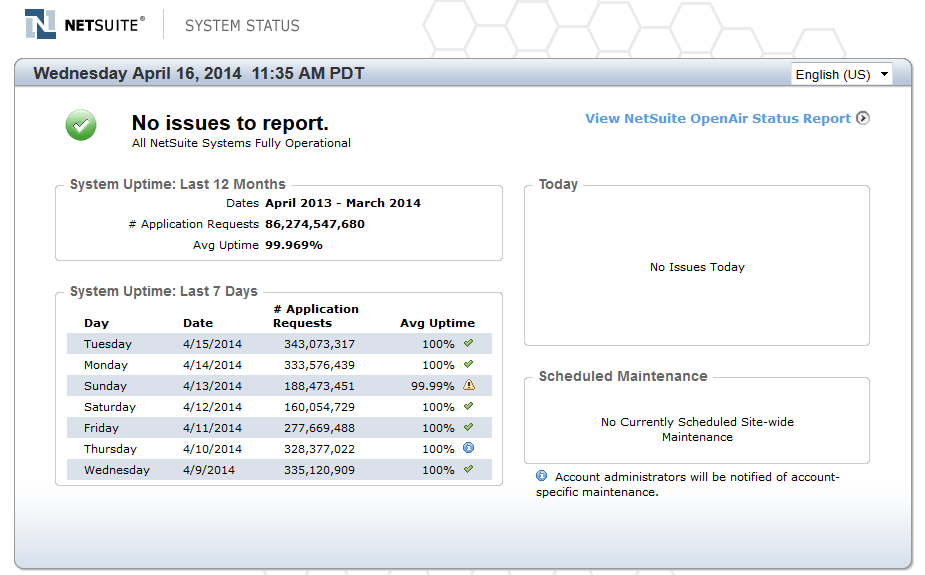 NETSUITE® SYSTEM STATUS
Wednesday April 16, 2014 11:35 AM PDT
English (US)
No issues to report.
All NetSuite Systems Fully Operational
View NetSuite OpenAir Status Report
System Uptime: Last 12 Months
Dates April 2013 - March 2014
# Application Requests 86,274,547,680
Avg Uptime 99.969%
System Uptime: Last 7 Days
Day Date # Application Requests Avg Uptime
Tuesday 4/15/2014 343,073,317 100%
Monday 4/14/2014 333,576,439 100%
Sunday 4/13/2014 188,473,451 99.99%
Saturday 4/12/2014 160,054,729 100%
Friday 4/11/2014 277,669,488 100%
Thursday 4/10/2014 328,377,022 100%
Wednesday 4/9/2014 335,120,909 100%
Today
No Issues Today
Scheduled Maintenance
No Currently Scheduled Site-wide
Maintenance
Account administrators will be notified of account-
specific maintenance.